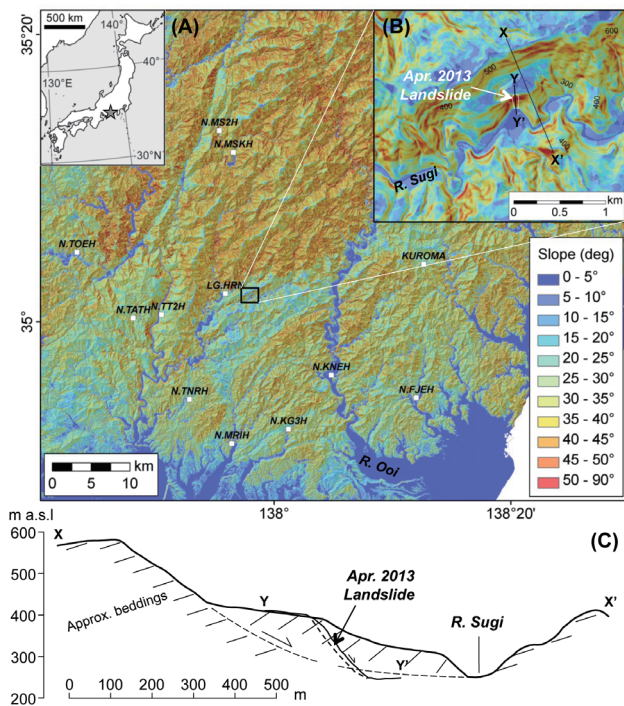 500 km
140°
(A)
(B)
35°20'
130°E
40°
30°N
X
600
500
300
400
400
400
Apr. 2013
Landslide
Y
Y'
X'
R. Sugi
0 0.5 1
km
N.MS2H
N.MSKH
N.TOEH
KUROMA
LG.HRN
N.TATH
N.TT2H
35°
N.KNEH
N.TNRH
N.FJEH
N.KG3H
N.MRIH
R. Ooi
0 5 10
km
Slope (deg)
0 - 5°
5 - 10°
10 - 15°
15 - 20°
20 - 25°
25 - 30°
30 - 35°
35 - 40°
40 - 45°
45 - 50°
50 - 90°
138°
138°20'
m a.s.l
(C)
X
600
500
400
300
200
Approx. beddings
Y
Apr. 2013
Landslide
Y'
R. Sugi
X'
0 100 200 300 400 500
m